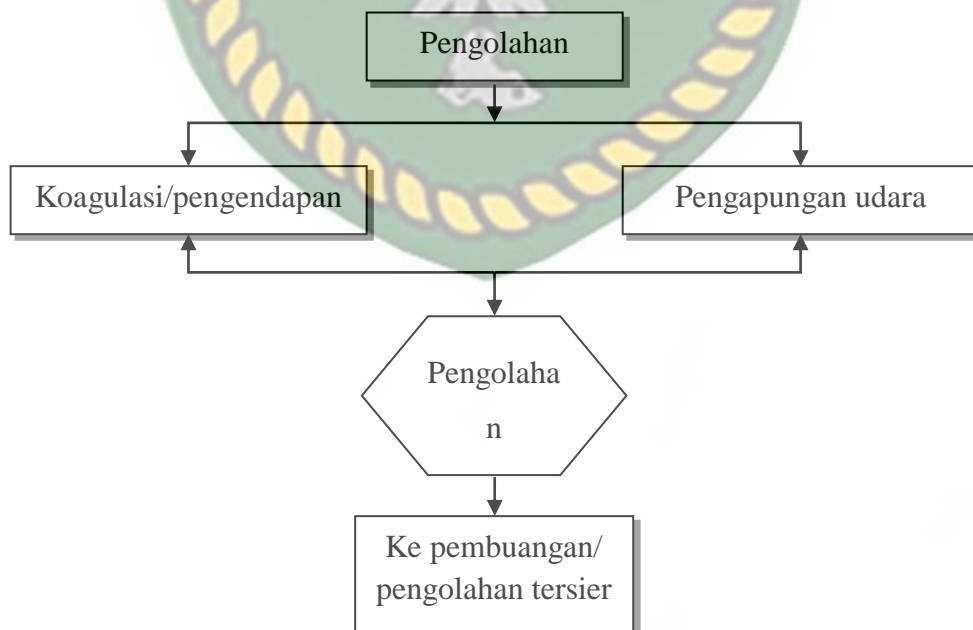 Pengolahan
Koagulasi/pengendapan
Pengapungan udara
Pengolaha
n
Ke pembuangan/
pengolahan tersier